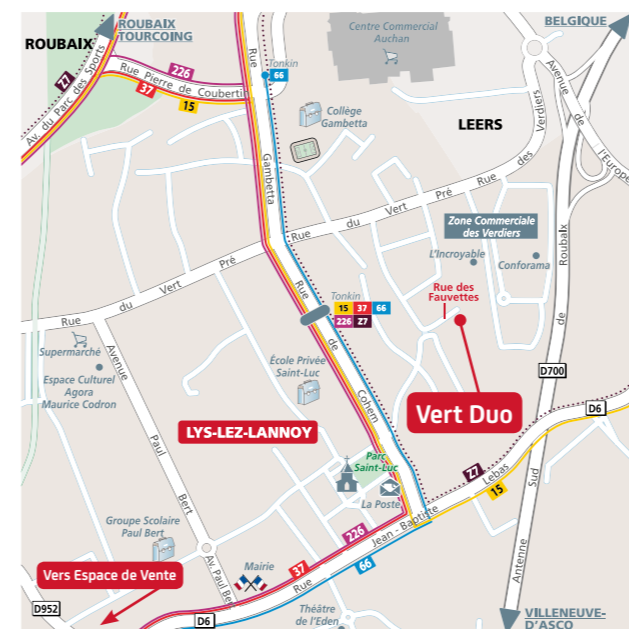 ROUBAIX
TOURCOING
ROUBAIX
Z7
Av. du Parc des Sports
226
Rue Pierre de Coubertin
37
15
Rue
Gambetta
Tonkin
66
Centre Commercial
Auchan
BELGIQUE
Avenue
de
l'Europe
Collège
Gambetta
LEERS
Rue du Vert Pré
Rue des Verdiers
Zone Commerciale
des Verdiers
L'Incroyable
Conforama
Roubaix
de
Rue du Vert Pré
Rue
de
Cohem
Tonkin
15 37 66
226 Z7
Rue des
Fauvettes
Supermarché
Espace Culturel
Agora
Maurice Codron
Avenue
Paul
Bert
École Privée
Saint-Luc
D700
Vert Duo
D6
LYS-LEZ-LANNOY
Parc
Saint-Luc
La Poste
Z7
15
Rue Jean - Baptiste Lebas
Sud
Antenne
Groupe Scolaire
Paul Bert
Av. Paul Bert
226
37
66
Mairie
Vers Espace de Vente
D952
D6
Théâtre
de l'Eden
VILLENEUVE-
D'ASCQ